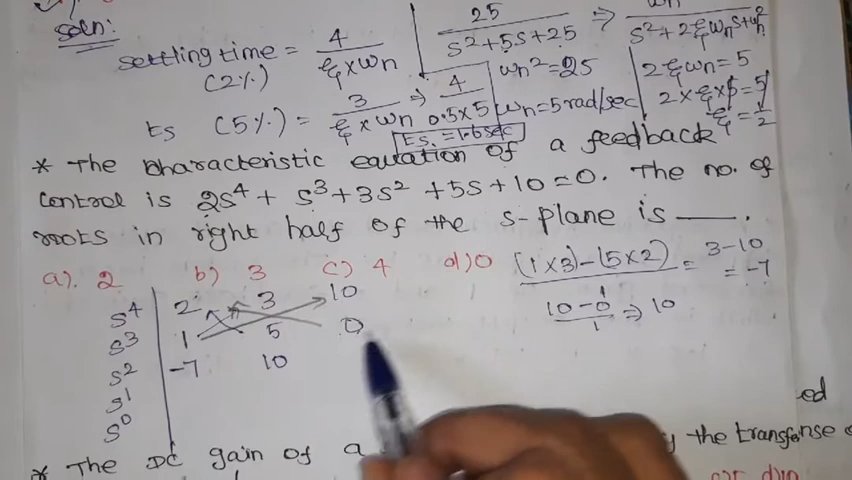 Soln:
settling time = 4 / ξ × ωn
(2%)
ts (5%) = 3 / ξ × ωn ⇒ 4 / 0.5×5
ts = 1.6sec
25 / s²+5s+25 ⇒ ωn / s²+2ξωns+ωn²
ωn² = 25
ωn = 5 rad/sec
2ξωn = 5
2×ξ×5 = 5
ξ = 1/2
* The characteristic equation of a feedback
control is 2s⁴ + s³ + 3s² + 5s + 10 = 0. The no. of
roots in right half of the s-plane is ——.
a). 2 b) 3 c) 4 d) 0
s⁴ 2 3 10
s³ 1 5 0
s² -7 10
s¹
s⁰
(1×3)-(5×2) / 1 = 3-10
= -7
10-0 / 1 ⇒ 10
* The DC gain of a
the transfer